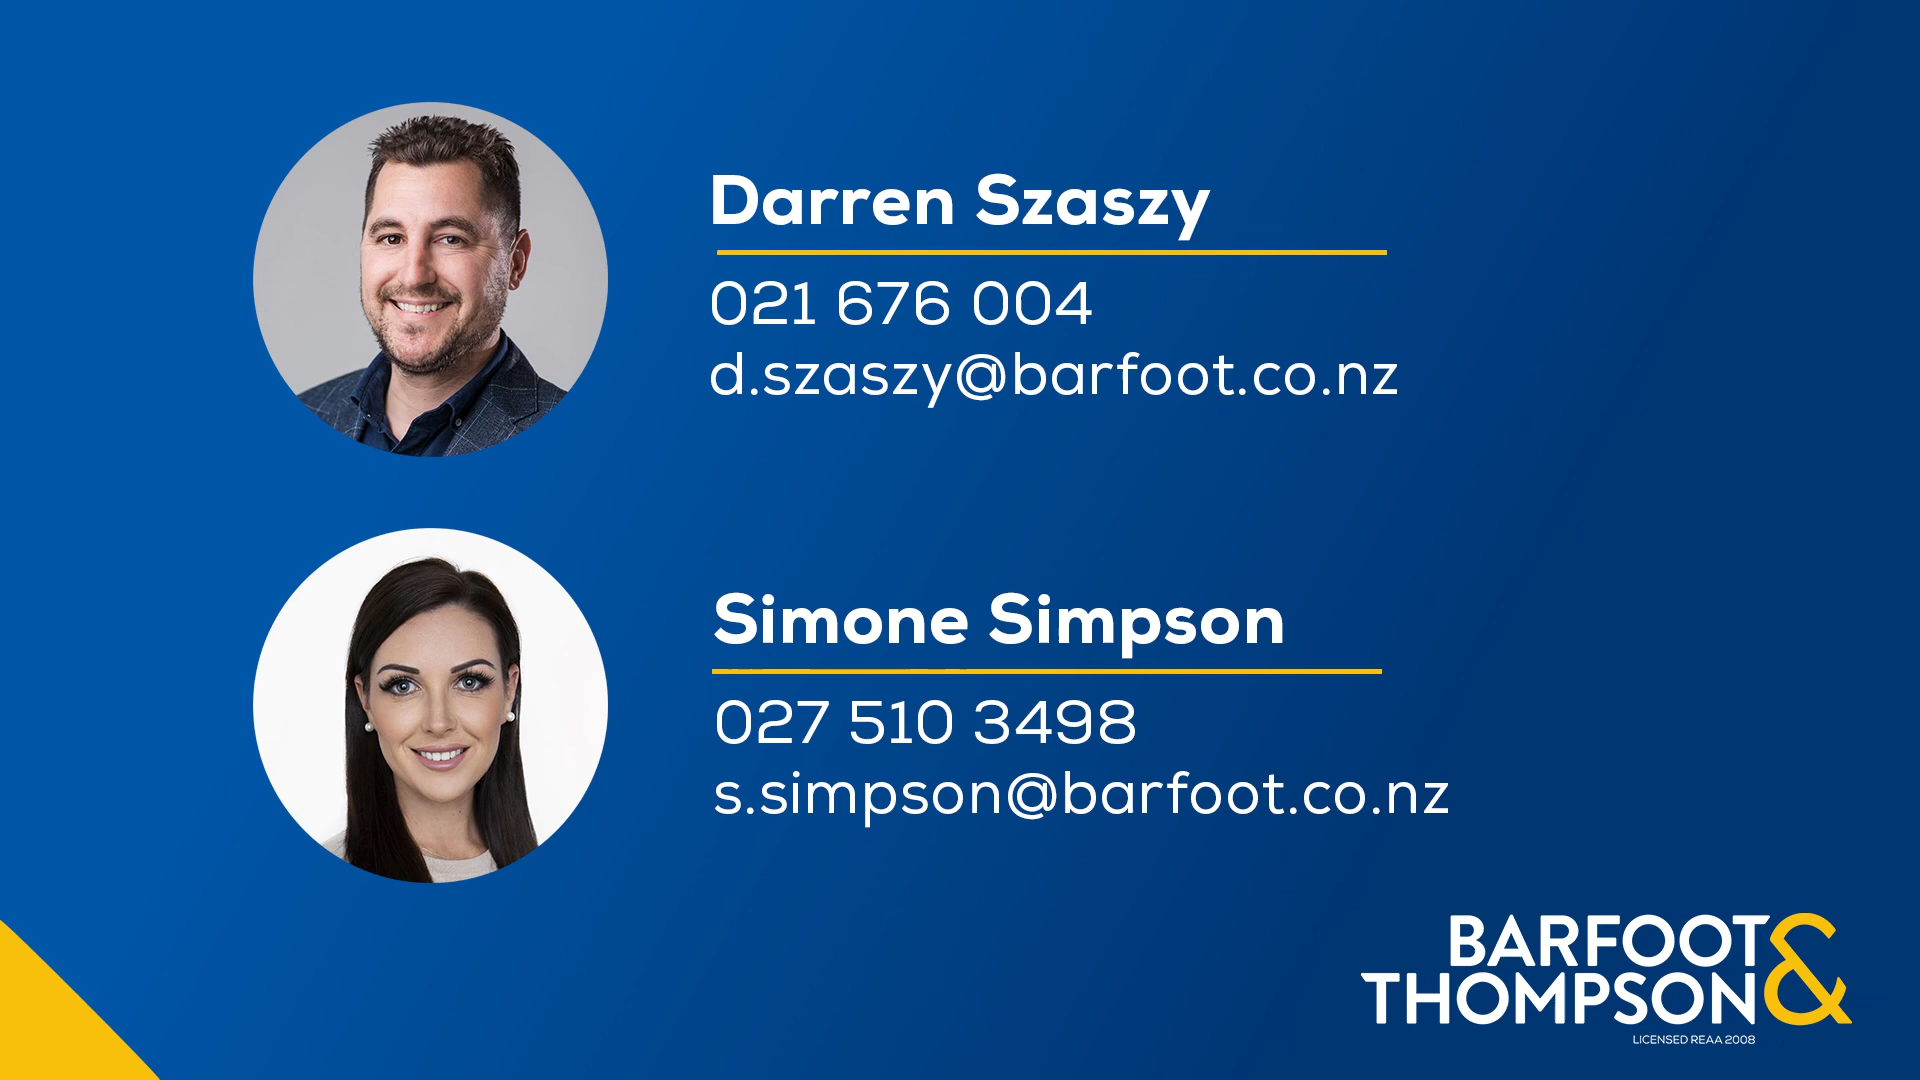 Darren Szaszy
021 676 004
d.szaszy@barfoot.co.nz
Simone Simpson
027 510 3498
s.simpson@barfoot.co.nz
BARFOOT &
THOMPSON
LICENSED REAA 2008